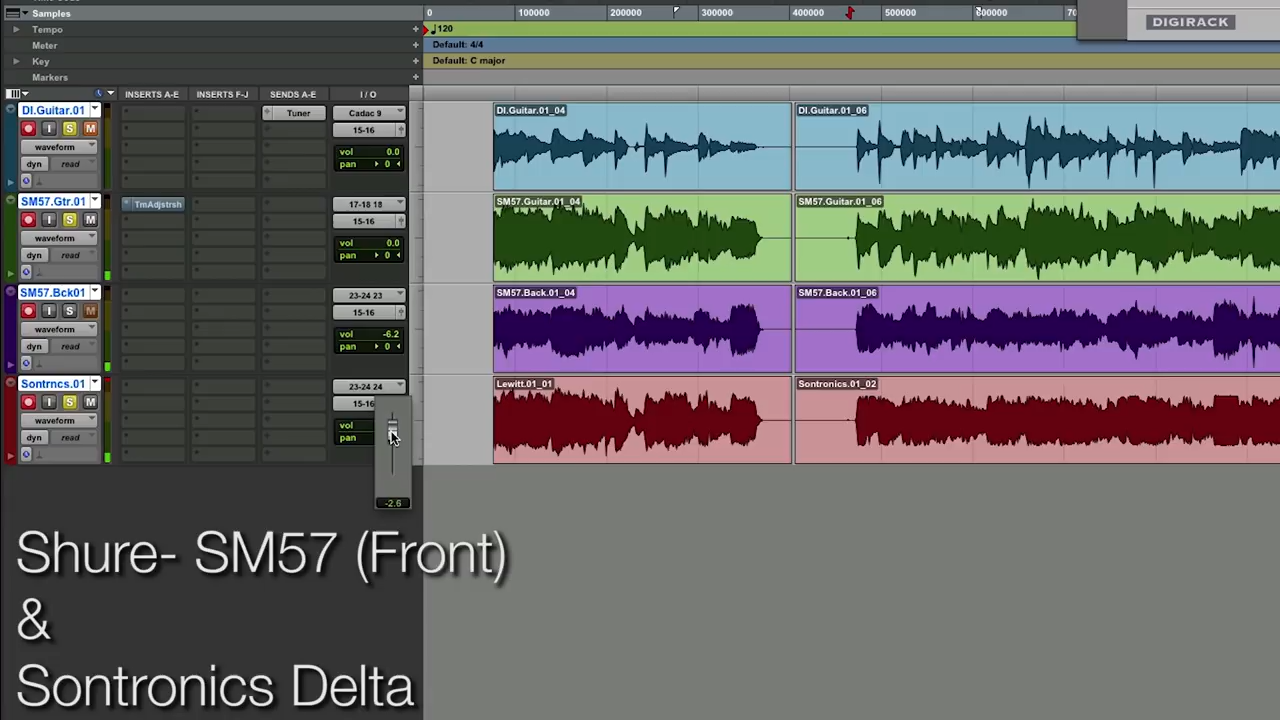 Samples
0 100000 200000 300000 400000 500000 600000
DIGIRACK
Tempo
120
Meter
Default: 4/4
Key
Default: C major
Markers
INSERTS A-E INSERTS F-J SENDS A-E I / O
DI.Guitar.01
Tuner
Cadac 9
DI.Guitar.01_04
DI.Guitar.01_06
I S M
15-16
waveform
vol 0.0
dyn read
pan 0
SM57.Gtr.01
TmAdjstrsh
17-18 18
SM57.Guitar.01_04
SM57.Guitar.01_06
I S M
15-16
waveform
vol 0.0
dyn read
pan 0
SM57.Bck01
23-24 23
SM57.Back.01_04
SM57.Back.01_06
I S M
15-16
waveform
vol -6.2
dyn read
pan 0
Sontrncs.01
23-24 24
Lewitt.01_01
Sontronics.01_02
I S M
15-16
waveform
vol
dyn read
pan
-2.6
Shure- SM57 (Front)
&
Sontronics Delta